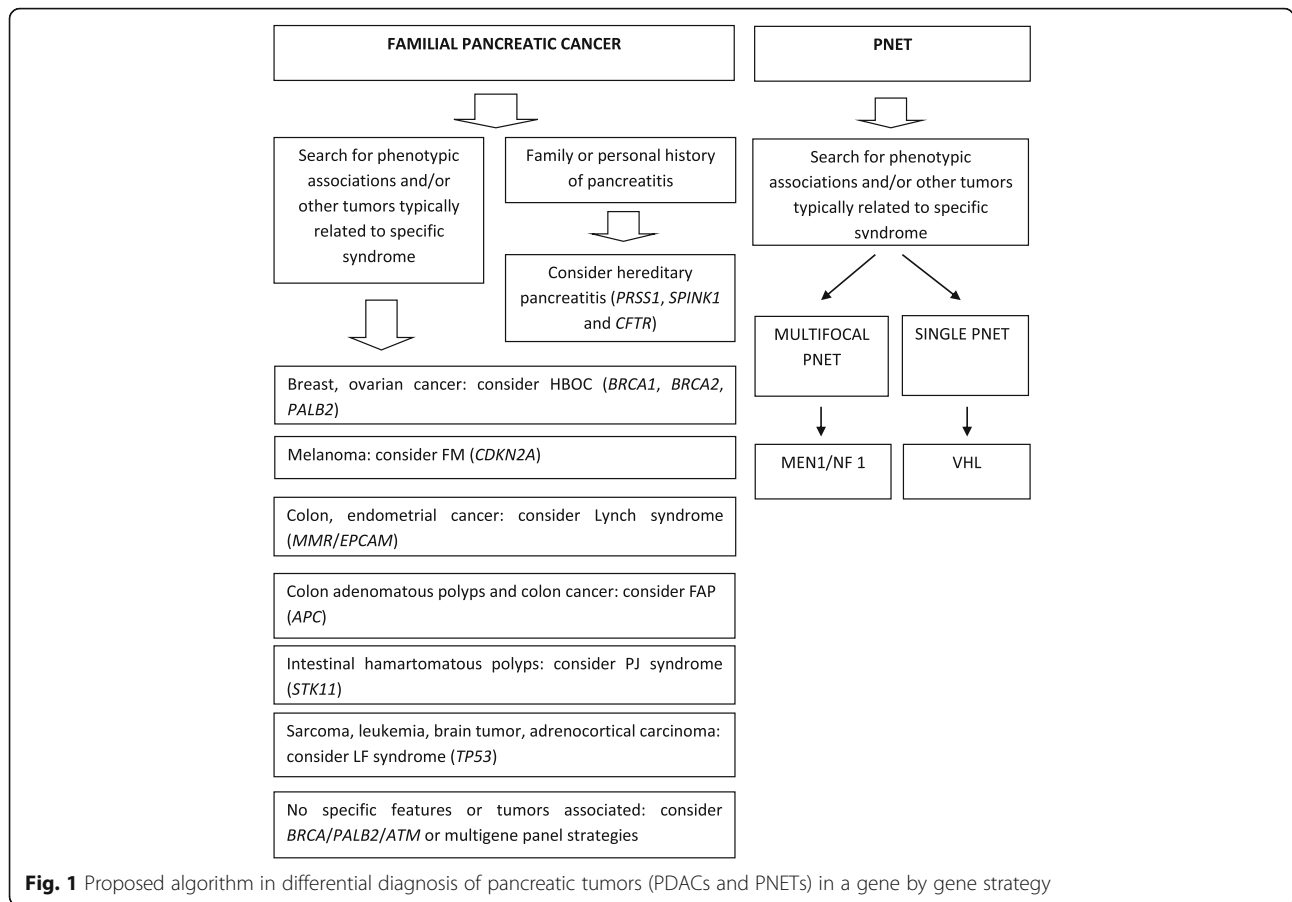 FAMILIAL PANCREATIC CANCER
Search for phenotypic
associations and/or
other tumors typically
related to specific
syndrome
Family or personal history
of pancreatitis
Consider hereditary
pancreatitis (PRSS1, SPINK1
and CFTR)
Breast, ovarian cancer: consider HBOC (BRCA1, BRCA2,
PALB2)
Melanoma: consider FM (CDKN2A)
Colon, endometrial cancer: consider Lynch syndrome
(MMR/EPCAM)
Colon adenomatous polyps and colon cancer: consider FAP
(APC)
Intestinal hamartomatous polyps: consider PJ syndrome
(STK11)
Sarcoma, leukemia, brain tumor, adrenocortical carcinoma:
consider LF syndrome (TP53)
No specific features or tumors associated: consider
BRCA/PALB2/ATM or multigene panel strategies
PNET
Search for phenotypic
associations and/or other tumors
typically related to specific
syndrome
MULTIFOCAL
PNET
SINGLE PNET
MEN1/NF 1
VHL
Fig. 1 Proposed algorithm in differential diagnosis of pancreatic tumors (PDACs and PNETs) in a gene by gene strategy